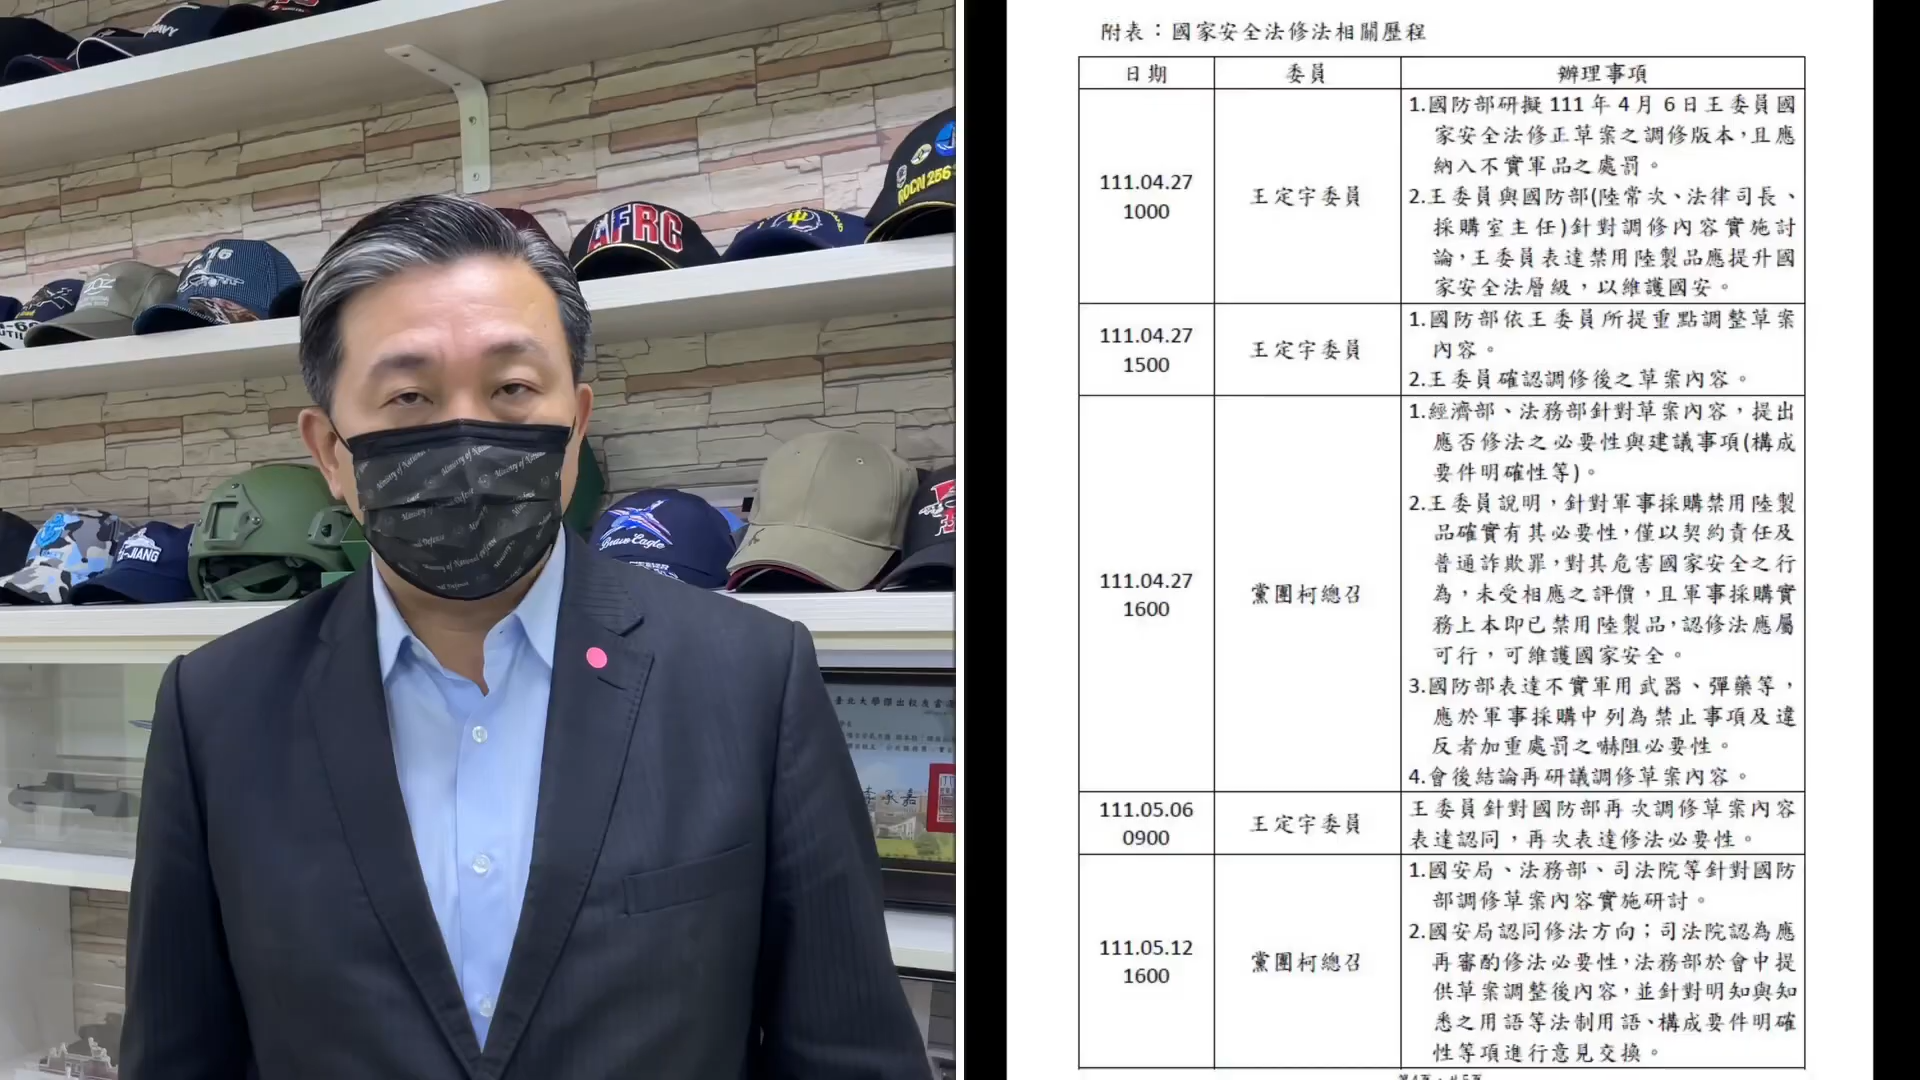 NAVY
ROCN 256
AFRC
16
Brave Eagle
-JIANG
Ministry of National Defense
Ministry of National Defense
李承嘉
附表：國家安全法修法相關歷程
日期 委員 辦理事項
111.04.27
1000
王定宇委員
1.國防部研擬111年4月6日王委員國
家安全法修正草案之調修版本，且應
納入不實軍品之處罰。
2.王委員與國防部(陸常次、法律司長、
採購室主任)針對調修內容實施討
論，王委員表達禁用陸製品應提升國
家安全法層級，以維護國安。
111.04.27
1500
王定宇委員
1.國防部依王委員所提重點調整草案
內容。
2.王委員確認調修後之草案內容。
111.04.27
1600
黨團柯總召
1.經濟部、法務部針對草案內容，提出
應否修法之必要性與建議事項(構成
要件明確性等)。
2.王委員說明，針對軍事採購禁用陸製
品確實有其必要性，僅以契約責任及
普通詐欺罪，對其危害國家安全之行
為，未受相應之評價，且軍事採購實
務上本即已禁用陸製品，認修法應屬
可行，可維護國家安全。
3.國防部表達不實軍用武器、彈藥等，
應於軍事採購中列為禁止事項及違
反者加重處罰之嚇阻必要性。
4.會後結論再研議調修草案內容。
111.05.06
0900
王定宇委員
王委員針對國防部再次調修草案內容
表達認同，再次表達修法必要性。
111.05.12
1600
黨團柯總召
1.國安局、法務部、司法院等針對國防
部調修草案內容實施研討。
2.國安局認同修法方向；司法院認為應
再審酌修法必要性，法務部於會中提
供草案調整後內容，並針對明知與知
悉之用語等法制用語、構成要件明確
性等項進行意見交換。